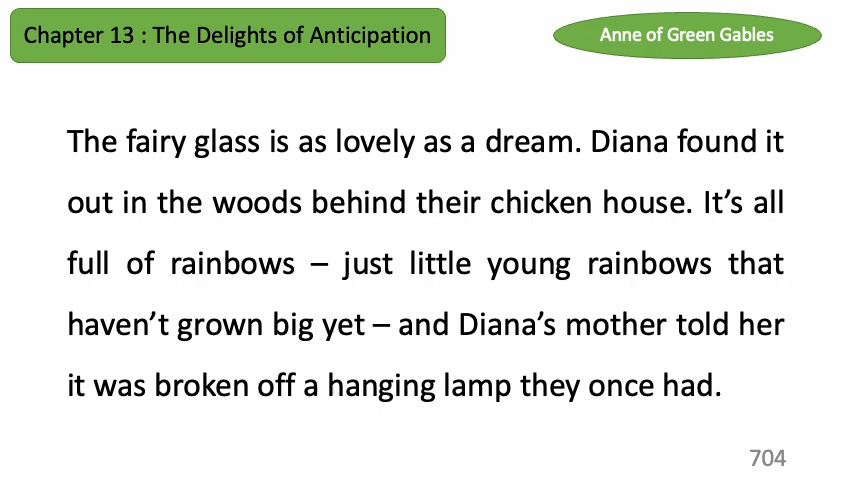 Chapter 13 : The Delights of Anticipation
Anne of Green Gables
The fairy glass is as lovely as a dream. Diana found it
out in the woods behind their chicken house. It’s all
full of rainbows – just little young rainbows that
haven’t grown big yet – and Diana’s mother told her
it was broken off a hanging lamp they once had.
704